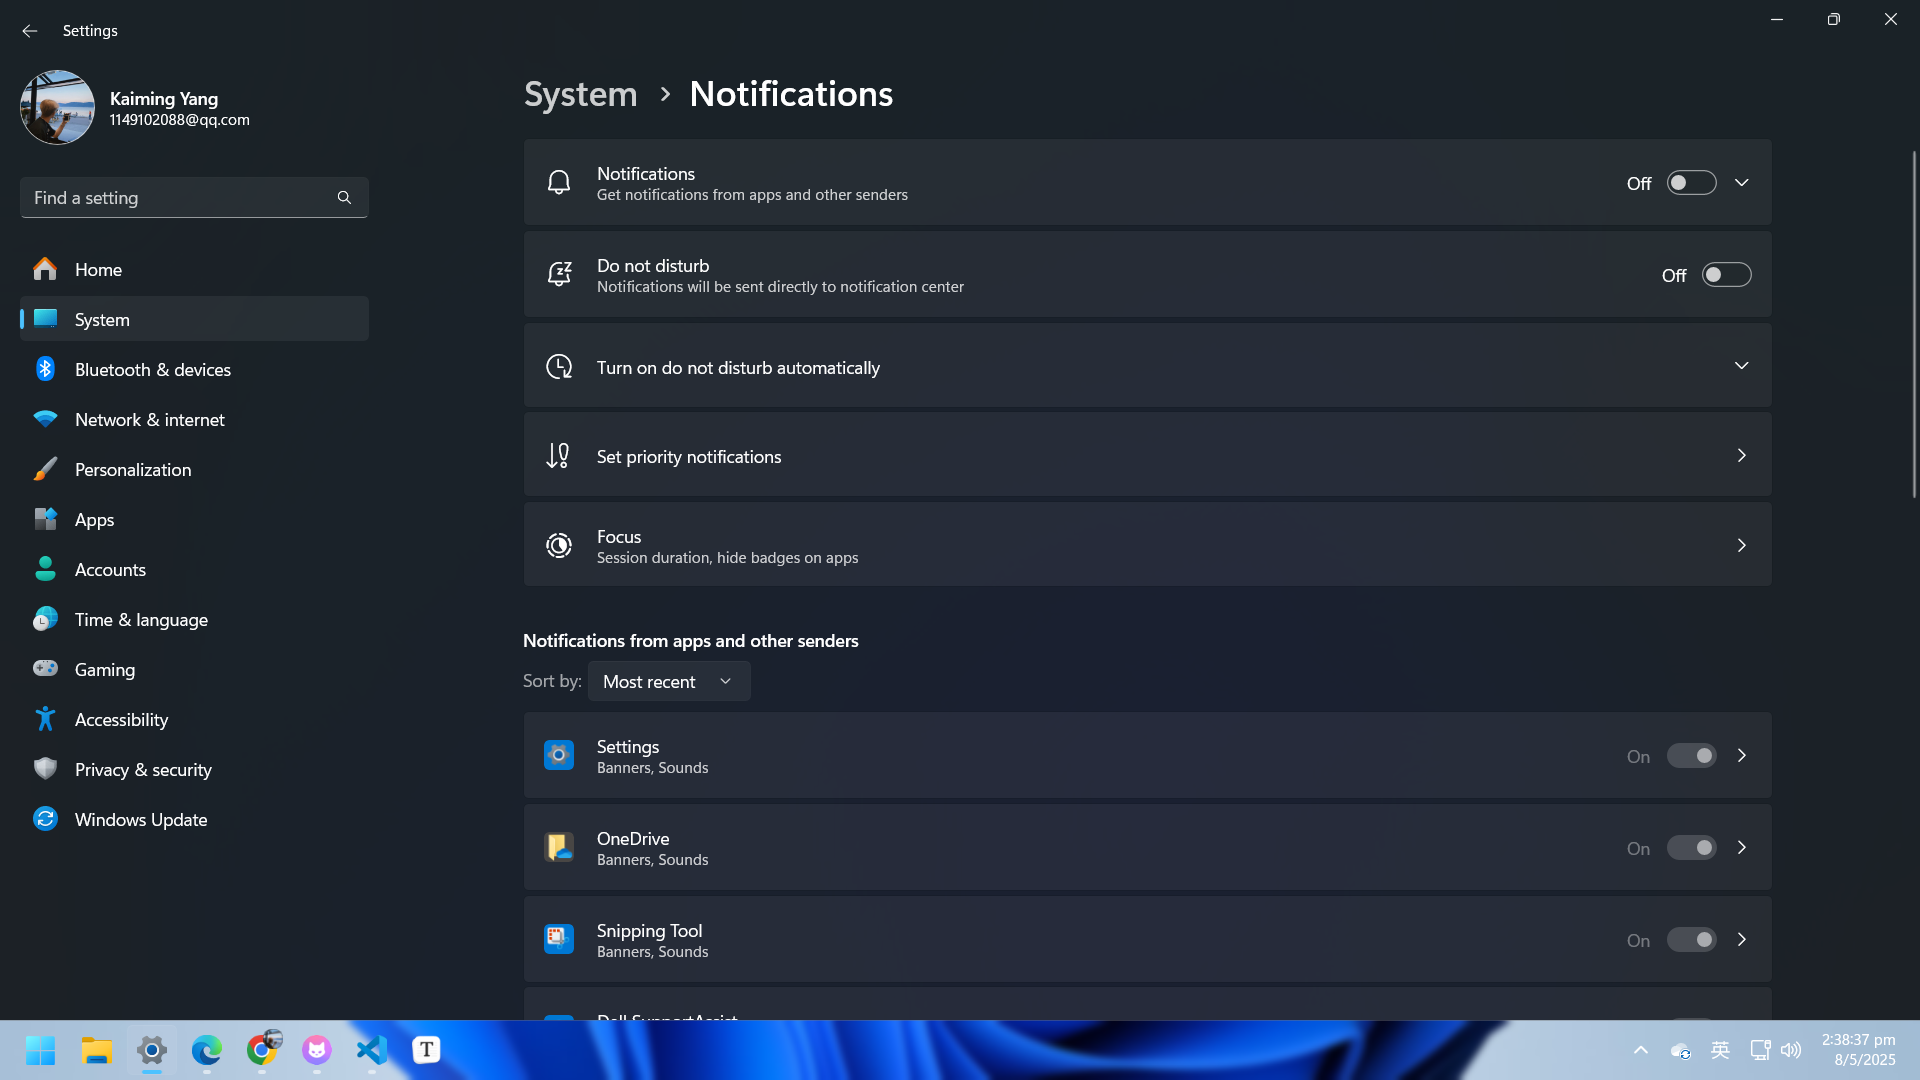 Settings
Kaiming Yang
1149102088@qq.com
Find a setting
Home
System
Bluetooth & devices
Network & internet
Personalization
Apps
Accounts
Time & language
Gaming
Accessibility
Privacy & security
Windows Update
System > Notifications
Notifications
Get notifications from apps and other senders
Off
Do not disturb
Notifications will be sent directly to notification center
Off
Turn on do not disturb automatically
Set priority notifications
Focus
Session duration, hide badges on apps
Notifications from apps and other senders
Sort by: Most recent
Settings
Banners, Sounds
On
OneDrive
Banners, Sounds
On
Snipping Tool
Banners, Sounds
On
Dell SupportAssist
T
英
2:38:37 pm
8/5/2025